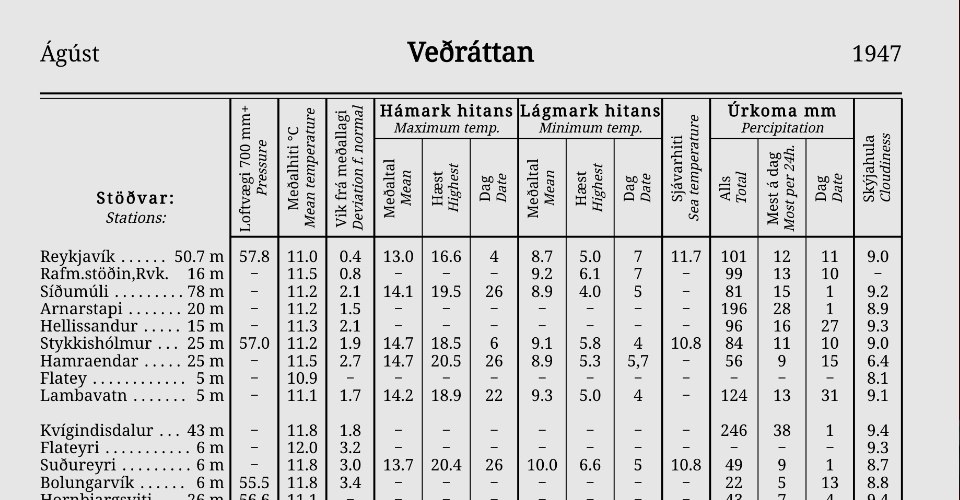 Ágúst Veðráttan 1947
Hámark hitans Lágmark hitans Úrkoma mm
Maximum temp. Minimum temp. Percipitation
Loftvægi 700 mm+
Pressure
Meðalhiti °C
Mean temperature
Vik frá meðallagi
Deviation f. normal
Meðaltal
Mean
Hæst
Highest
Dag
Date
Meðaltal
Mean
Hæst
Highest
Dag
Date
Sjávarhiti
Sea temperature
Alls
Total
Mest á dag
Most per 24h.
Dag
Date
Skýjahula
Cloudiness
Stöðvar:
Stations:
Reykjavík ...... 50.7 m 57.8 11.0 0.4 13.0 16.6 4 8.7 5.0 7 11.7 101 12 11 9.0
Rafm.stöðin,Rvk. 16 m – 11.5 0.8 – – – 9.2 6.1 7 – 99 13 10 –
Síðumúli ......... 78 m – 11.2 2.1 14.1 19.5 26 8.9 4.0 5 – 81 15 1 9.2
Arnarstapi ....... 20 m – 11.2 1.5 – – – – – – – 196 28 1 8.9
Hellissandur ..... 15 m – 11.3 2.1 – – – – – – – 96 16 27 9.3
Stykkishólmur ... 25 m 57.0 11.2 1.9 14.7 18.5 6 9.1 5.8 4 10.8 84 11 10 9.0
Hamraendar ..... 25 m – 11.5 2.7 14.7 20.5 26 8.9 5.3 5,7 – 56 9 15 6.4
Flatey ............ 5 m – 10.9 – – – – – – – – – – – 8.1
Lambavatn ....... 5 m – 11.1 1.7 14.2 18.9 22 9.3 5.0 4 – 124 13 31 9.1
Kvígindisdalur ... 43 m – 11.8 1.8 – – – – – – – 246 38 1 9.4
Flateyri .......... 6 m – 12.0 3.2 – – – – – – – – – – 9.3
Suðureyri ........ 6 m – 11.8 3.0 13.7 20.4 26 10.0 6.6 5 10.8 49 9 1 8.7
Bolungarvík ...... 6 m 55.5 11.8 3.4 – – – – – – – 22 5 13 8.8
Hornbjargsviti ... 26 m 56.6 11.1 – – – – – – – – 43 7 4 9.4